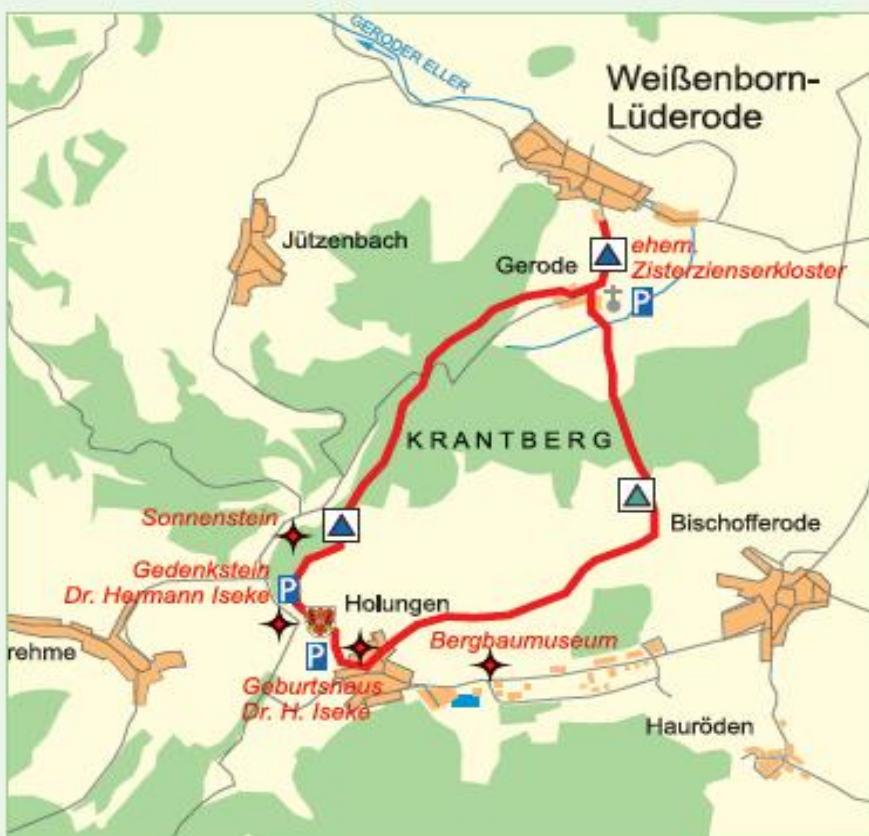 GERODER ELLER
Weißenborn-
Lüderode
Jützenbach
Gerode
ehem.
Zisterzienserkloster
P
KRANTBERG
Sonnenstein
Bischofferode
Gedenkstein
Dr. Hermann Iseke
P
Holungen
rehme
Bergbaumuseum
P
Geburtshaus
Dr. H. Iseke
Hauröden